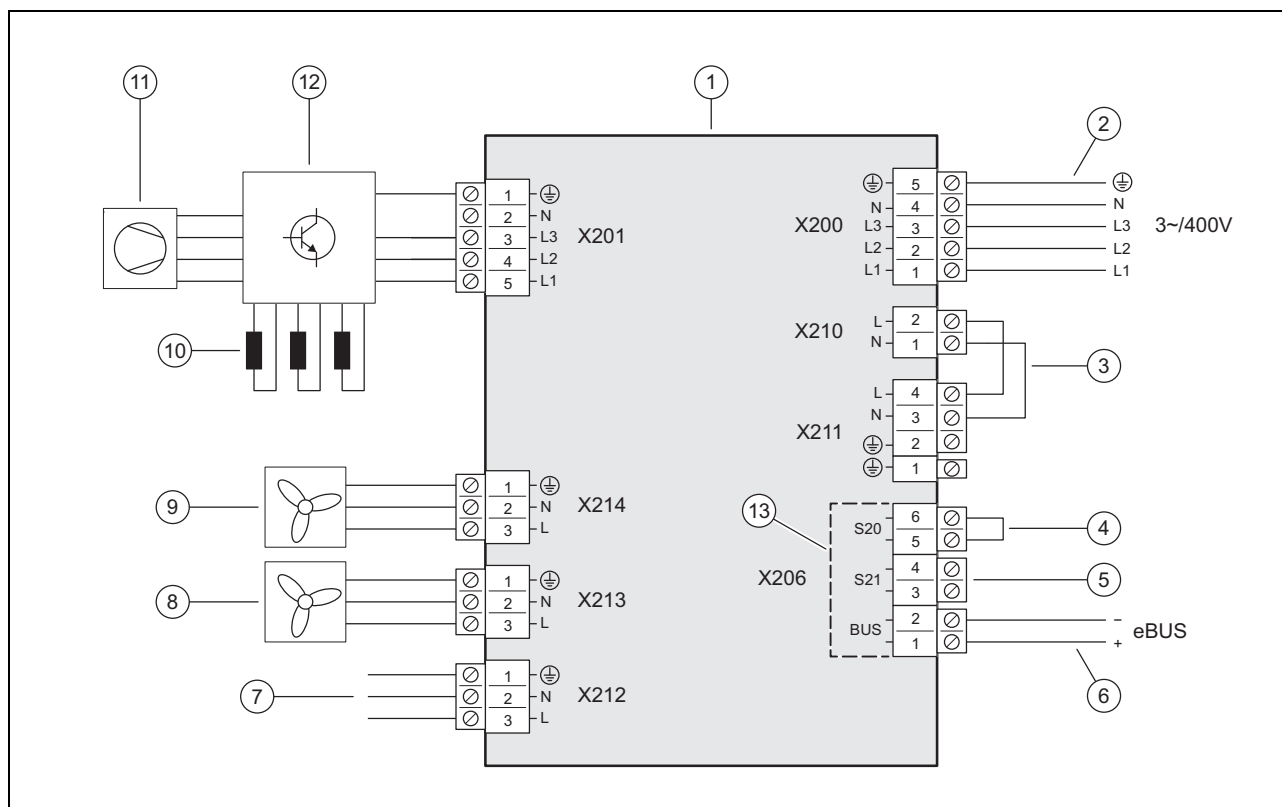 11
12
1
2
1
2 N
3 L3 X201
4 L2
5 L1
5
N 4 N
X200 L3 3 L3 3~/400V
L2 2 L2
L1 1 L1
10
X210 L 2
N 1
3
L 4
N 3
X211 2
1
9
1
2 N X214
3 L
13
6
S20 5
4
X206 4
S21 3
5
2 –
BUS 1 + eBUS
6
8
1
2 N X213
3 L
7
1
2 N X212
3 L